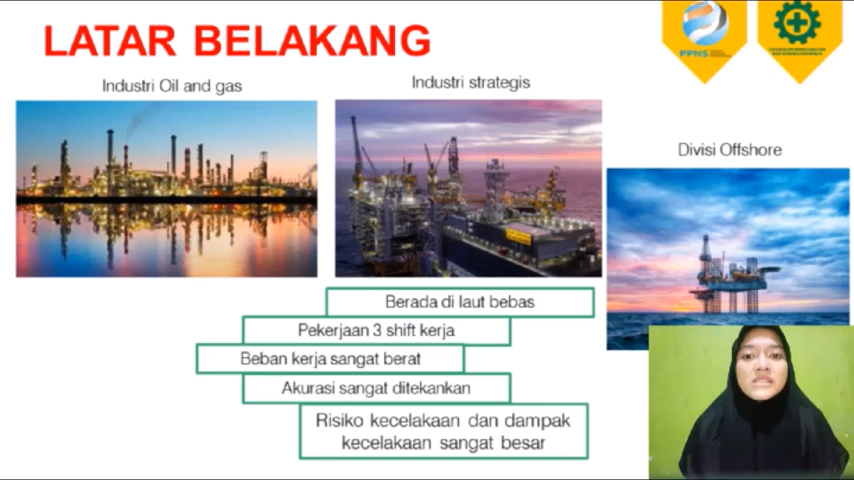 LATAR BELAKANG
PPNS
Industri Oil and gas
Industri strategis
Divisi Offshore
Berada di laut bebas
Pekerjaan 3 shift kerja
Beban kerja sangat berat
Akurasi sangat ditekankan
Risiko kecelakaan dan dampak
kecelakaan sangat besar